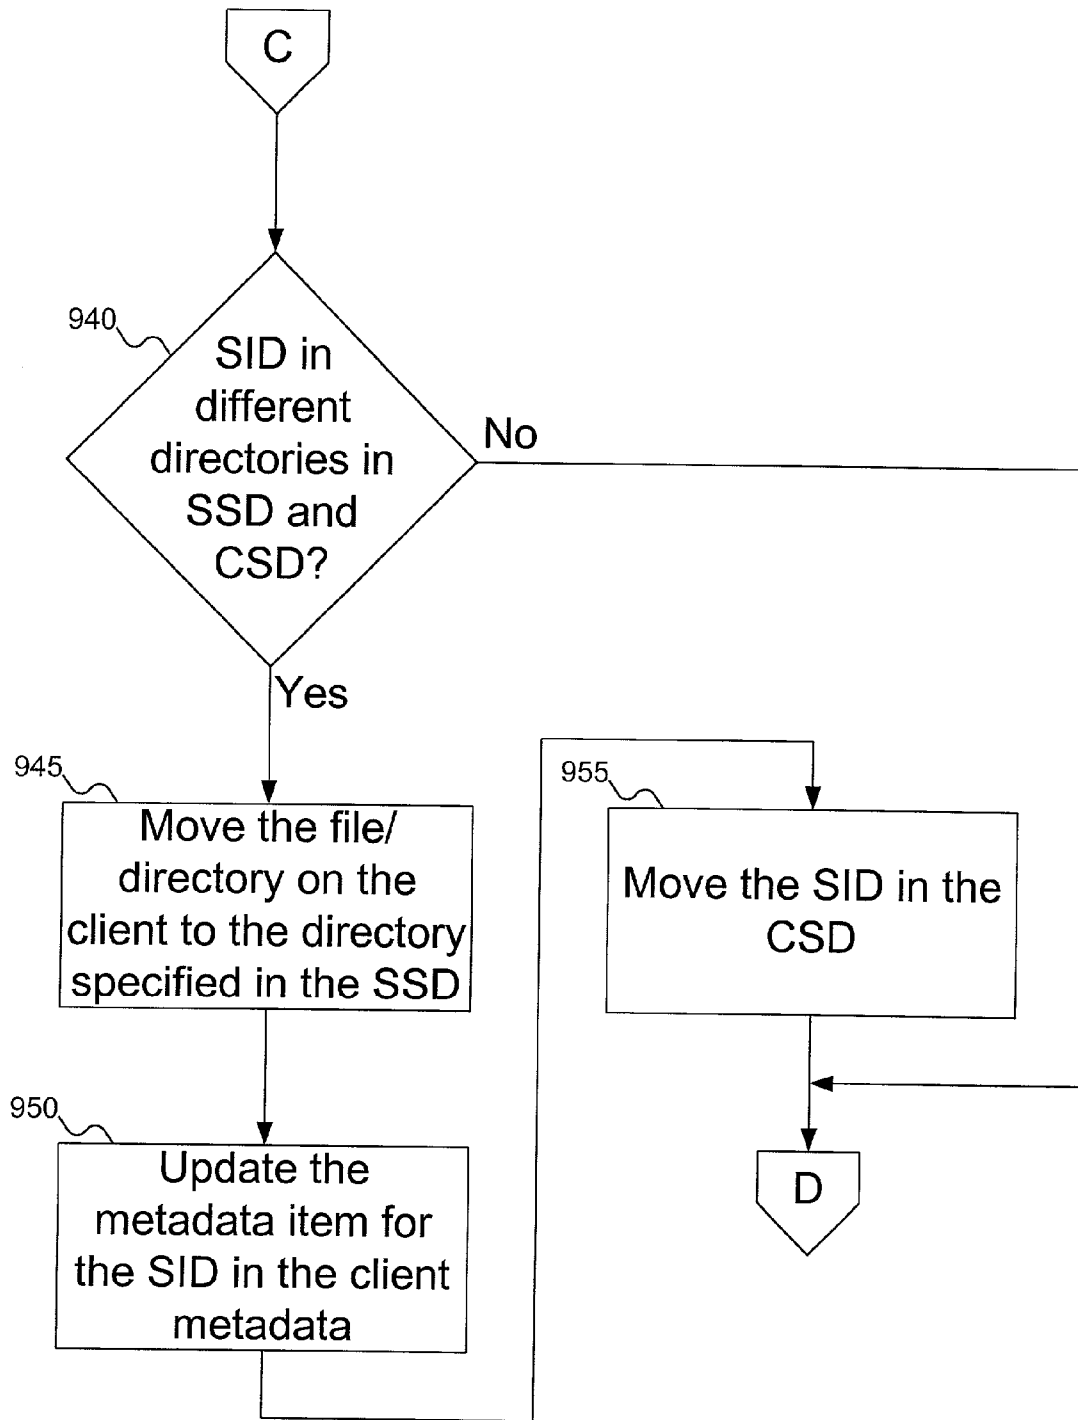 C
940
SID in
different
directories in
SSD and
CSD?
No
Yes
945
Move the file/
directory on the
client to the directory
specified in the SSD
950
Update the
metadata item for
the SID in the client
metadata
955
Move the SID in the
CSD
D